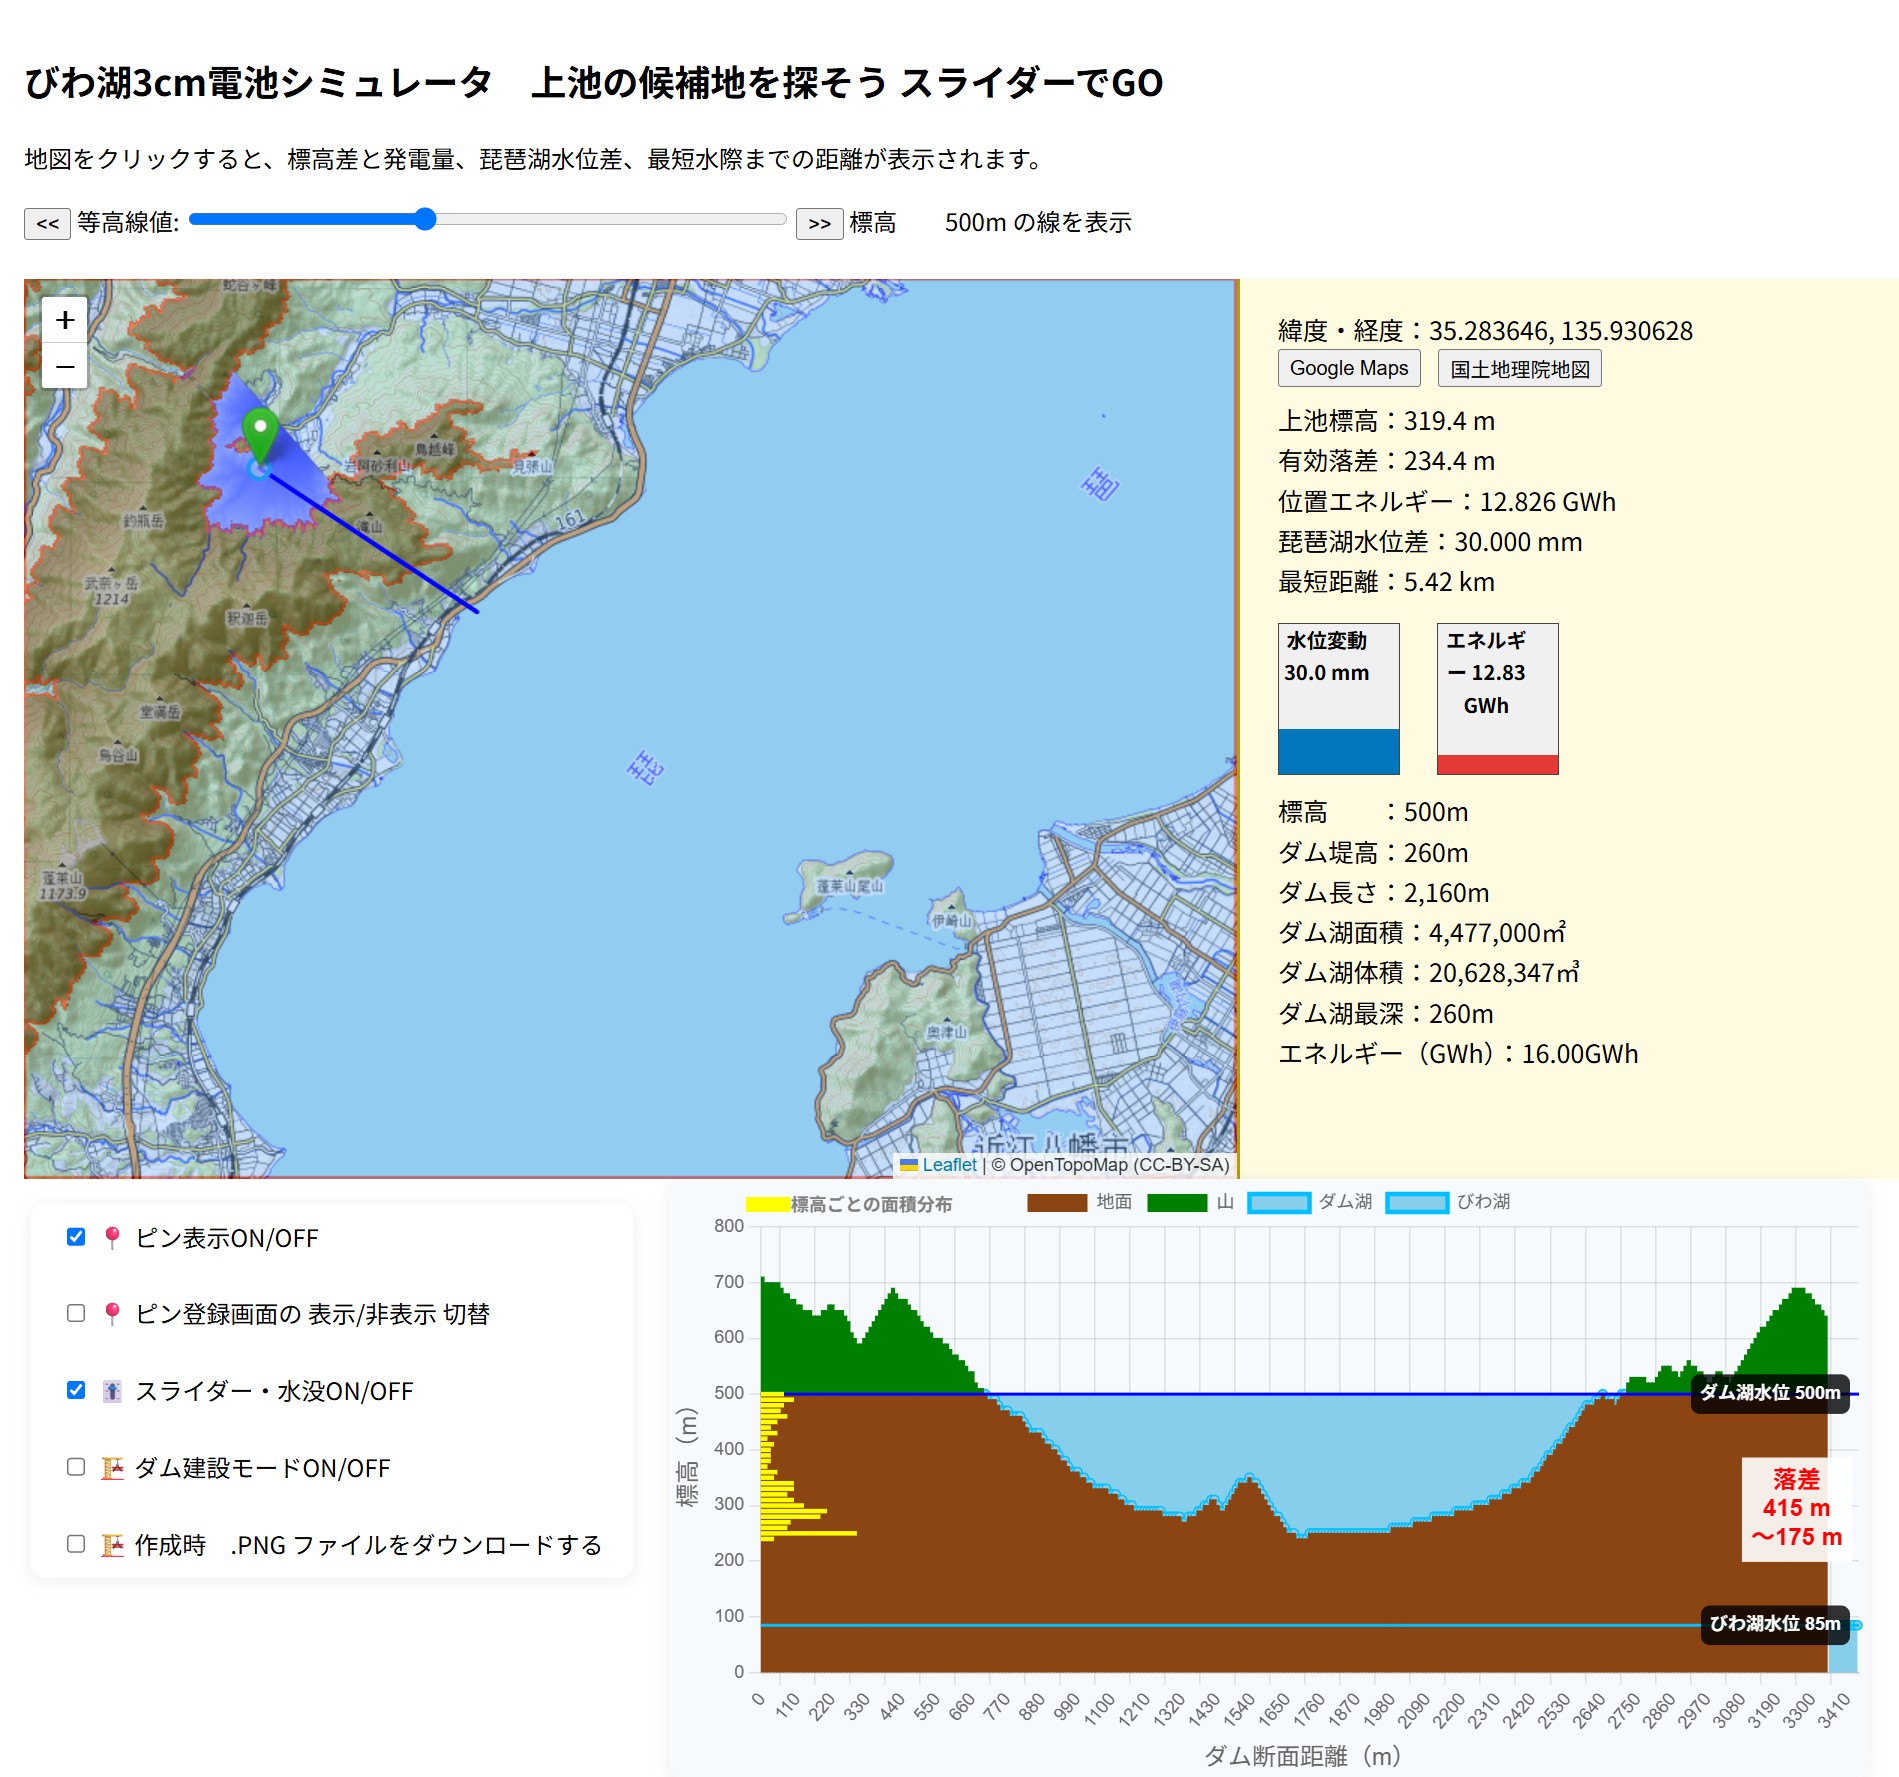 びわ湖3cm電池シミュレータ　上池の候補地を探そう スライダーでGO
地図をクリックすると、標高差と発電量、琵琶湖水位差、最短水際までの距離が表示されます。
<< 等高線値: >> 標高 500m の線を表示
+
−
蛇谷ヶ峰
鳥越峰
岩阿砂利山
見張山
釣瓶岳
滝山
161
武奈ヶ岳
1214
釈迦岳
堂満岳
烏谷山
蓬莱山
1173.9
琵
琶
蓬莱山尾山
伊崎山
奥津山
近江八幡市
Leaflet | © OpenTopoMap (CC-BY-SA)
緯度・経度：35.283646, 135.930628
Google Maps 国土地理院地図
上池標高：319.4 m
有効落差：234.4 m
位置エネルギー：12.826 GWh
琵琶湖水位差：30.000 mm
最短距離：5.42 km
水位変動
30.0 mm
エネルギ
ー 12.83
GWh
標高　　：500m
ダム堤高：260m
ダム長さ：2,160m
ダム湖面積：4,477,000㎡
ダム湖体積：20,628,347㎥
ダム湖最深：260m
エネルギー（GWh）：16.00GWh
📍 ピン表示ON/OFF
📍 ピン登録画面の 表示/非表示 切替
スライダー・水没ON/OFF
🏗 ダム建設モードON/OFF
🏗 作成時　.PNG ファイルをダウンロードする
標高ごとの面積分布 地面 山 ダム湖 びわ湖
標高（m）
800
700
600
500
400
300
200
100
0
ダム湖水位 500m
落差
415 m
～175 m
びわ湖水位 85m
0 110 220 330 440 550 660 770 880 990 1100 1210 1320 1430 1540 1650 1760 1870 1980 2090 2200 2310 2420 2530 2640 2750 2860 2970 3080 3190 3300 3410
ダム断面距離（m）